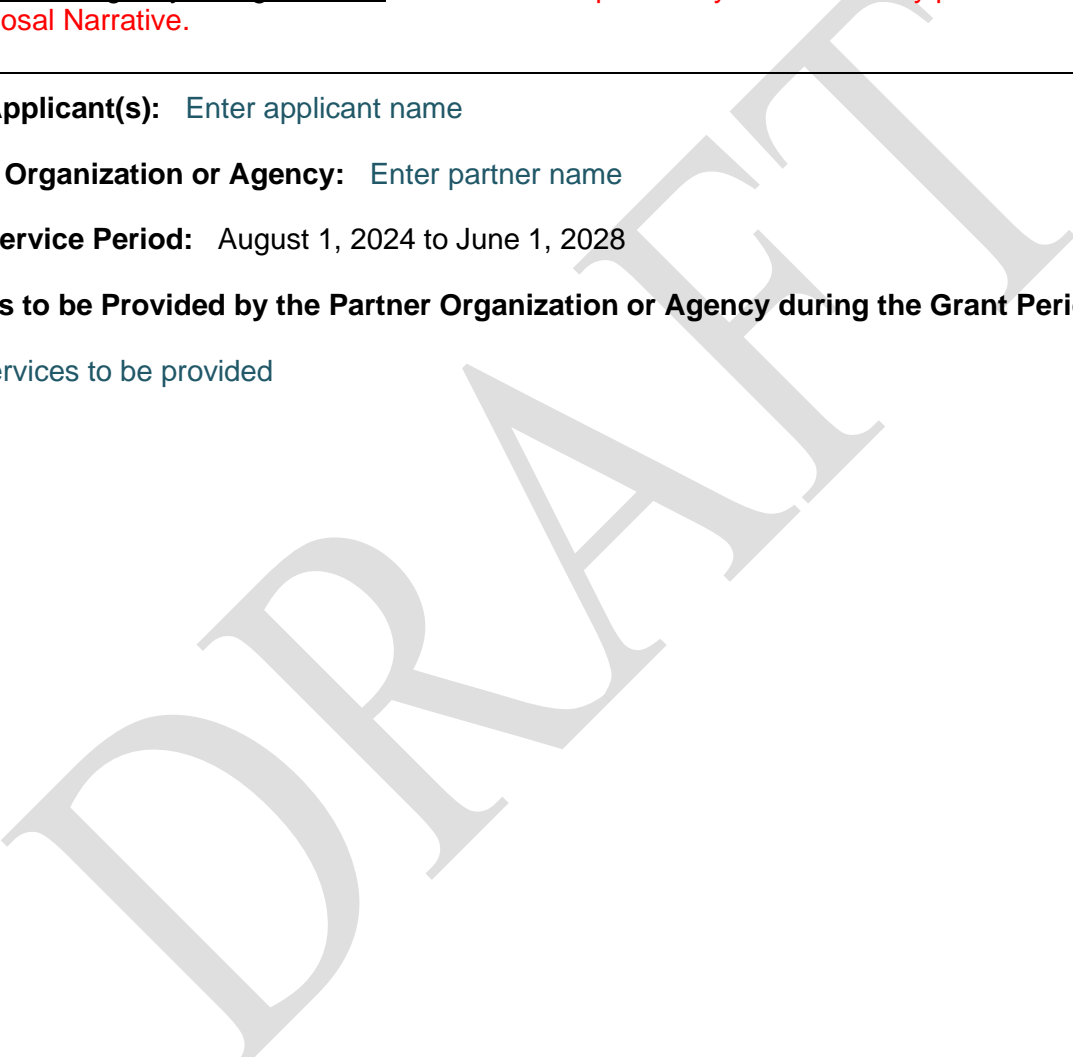 osal Narrative.
pplicant(s): Enter applicant name
Organization or Agency: Enter partner name
ervice Period: August 1, 2024 to June 1, 2028
s to be Provided by the Partner Organization or Agency during the Grant Peri
ervices to be provided
DRAFT